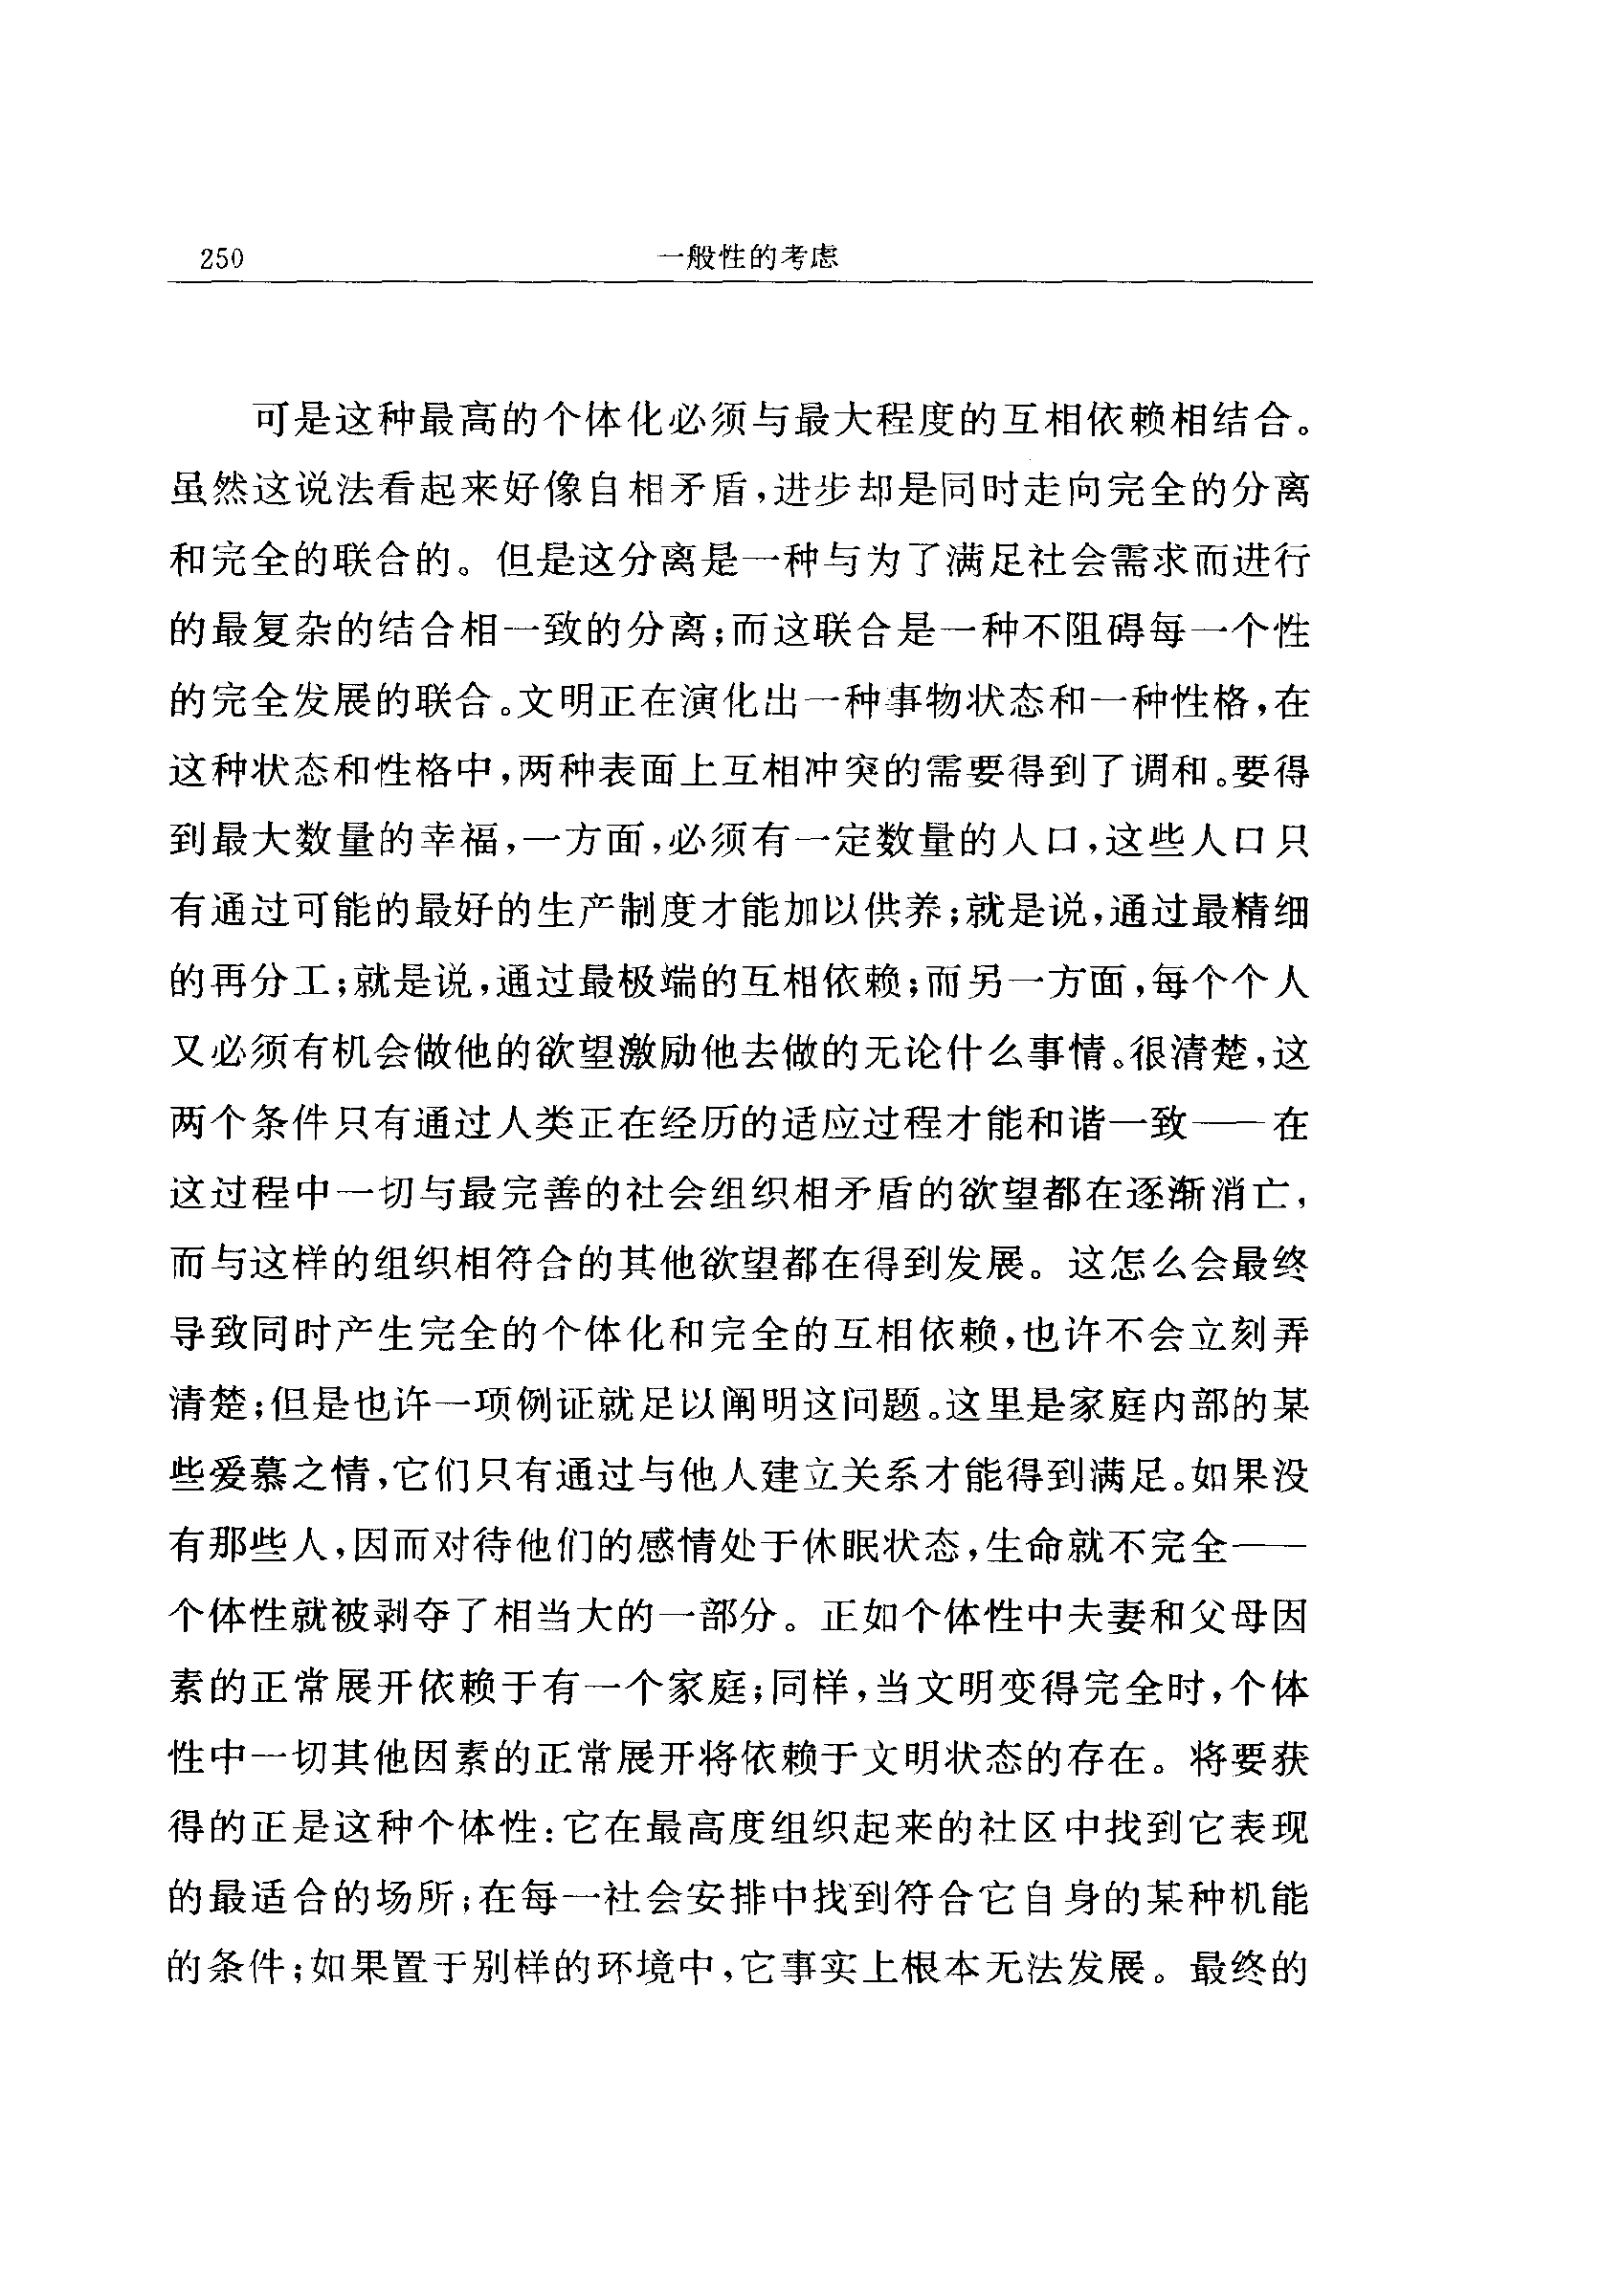 250 一般性的考虑
可是这种最高的个体化必须与最大程度的互相依赖相结合。
虽然这说法看起来好像自相矛盾,进步却是同时走向完全的分离
和完全的联合的。但是这分离是一种与为了满足社会需求而进行
的最复杂的结合相一致的分离;而这联合是一种不阻碍每一个性
的完全发展的联合。文明正在演化出一种事物状态和一种性格,在
这种状态和性格中,两种表面上互相冲突的需要得到了调和。要得
到最大数量的幸福,一方面,必须有一定数量的人口,这些人口只
有通过可能的最好的生产制度才能加以供养;就是说,通过最精细
的再分工;就是说,通过最极端的互相依赖;而另一方面,每个个人
又必须有机会做他的欲望激励他去做的无论什么事情。很清楚,这
两个条件只有通过人类正在经历的适应过程才能和谐一致——在
这过程中一切与最完善的社会组织相矛盾的欲望都在逐渐消亡,
而与这样的组织相符合的其他欲望都在得到发展。这怎么会最终
导致同时产生完全的个体化和完全的互相依赖,也许不会立刻弄
清楚;但是也许一项例证就足以阐明这问题。这里是家庭内部的某
些爱慕之情,它们只有通过与他人建立关系才能得到满足。如果没
有那些人,因而对待他们的感情处于休眠状态,生命就不完全——
个体性就被剥夺了相当大的一部分。正如个体性中夫妻和父母因
素的正常展开依赖于有一个家庭;同样,当文明变得完全时,个体
性中一切其他因素的正常展开将依赖于文明状态的存在。将要获
得的正是这种个体性:它在最高度组织起来的社区中找到它表现
的最适合的场所;在每一社会安排中找到符合它自身的某种机能
的条件;如果置于别样的环境中,它事实上根本无法发展。最终的